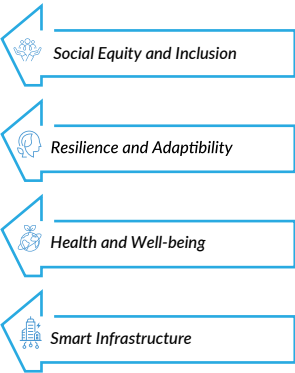 Social Equity and Inclusion
Resilience and Adaptibility
Health and Well-being
Smart Infrastructure